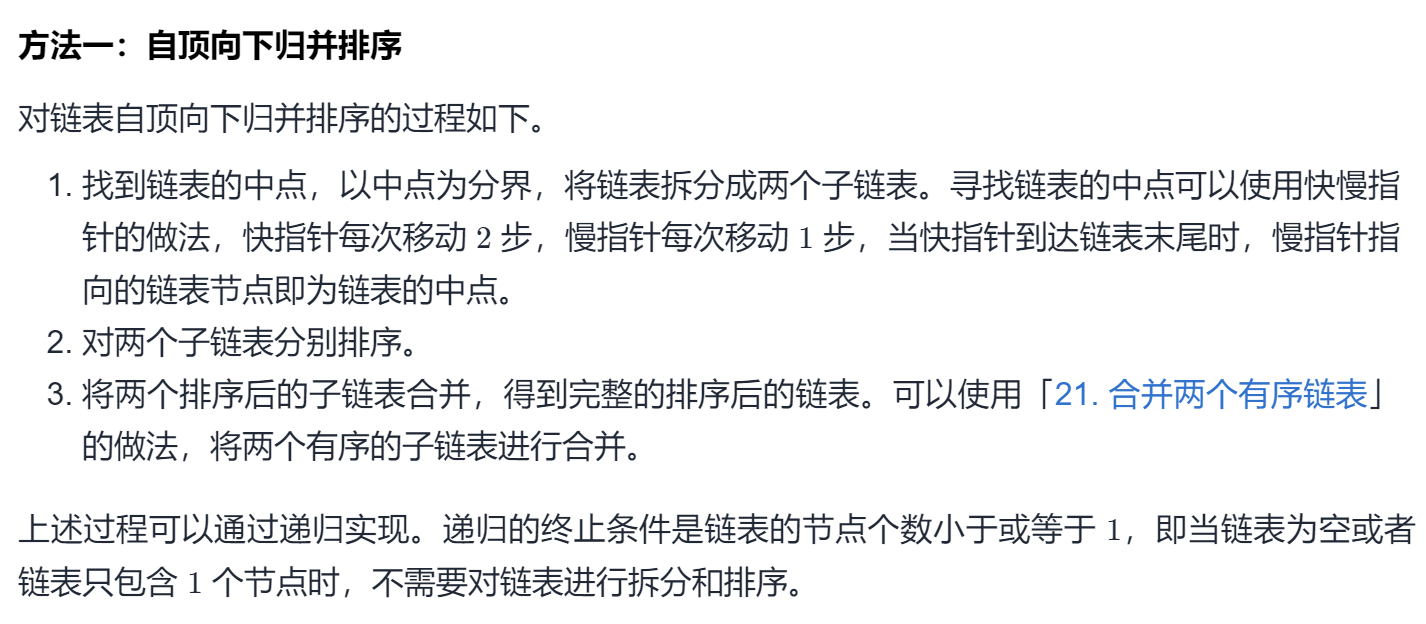 方法一：自顶向下归并排序
对链表自顶向下归并排序的过程如下。
1. 找到链表的中点，以中点为分界，将链表拆分成两个子链表。寻找链表的中点可以使用快慢指
针的做法，快指针每次移动 2 步，慢指针每次移动 1 步，当快指针到达链表末尾时，慢指针指
向的链表节点即为链表的中点。
2. 对两个子链表分别排序。
3. 将两个排序后的子链表合并，得到完整的排序后的链表。可以使用「21. 合并两个有序链表」
的做法，将两个有序的子链表进行合并。
上述过程可以通过递归实现。递归的终止条件是链表的节点个数小于或等于 1，即当链表为空或者
链表只包含 1 个节点时，不需要对链表进行拆分和排序。